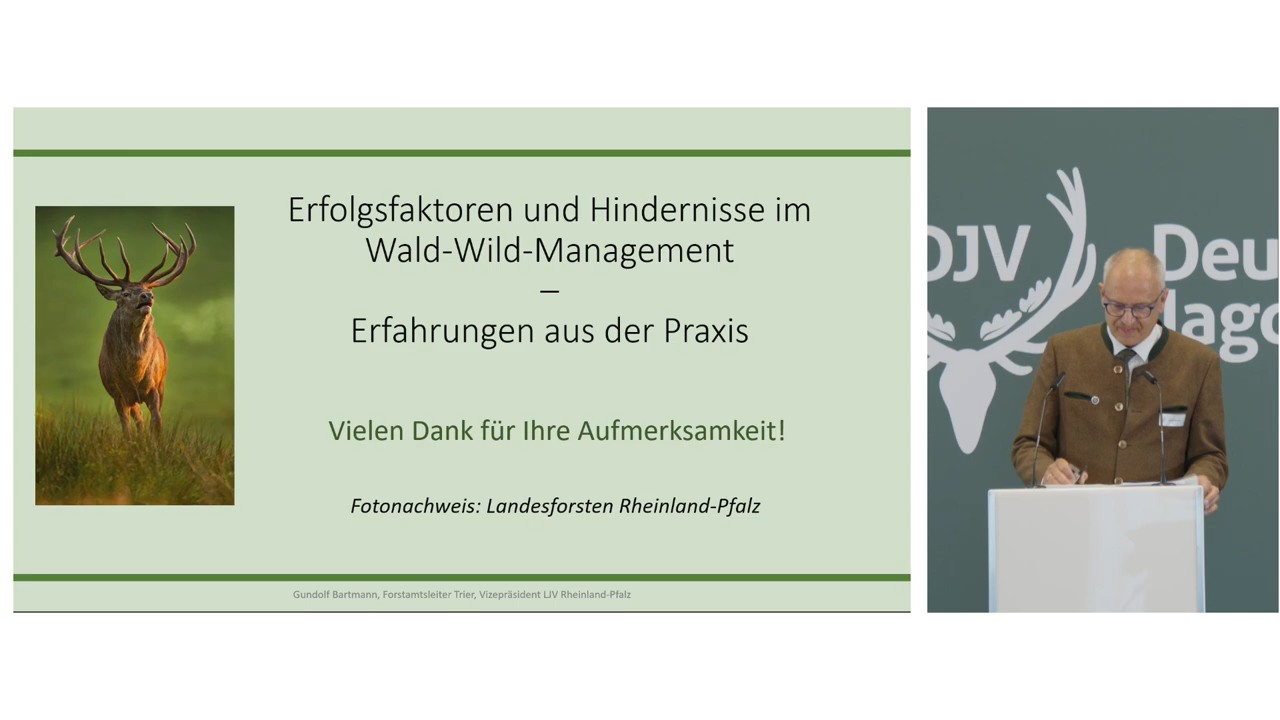 Erfolgsfaktoren und Hindernisse im
Wald-Wild-Management
–
Erfahrungen aus der Praxis
Vielen Dank für Ihre Aufmerksamkeit!
Fotonachweis: Landesforsten Rheinland-Pfalz
Gundolf Bartmann, Forstamtsleiter Trier, Vizepräsident LJV Rheinland-Pfalz
DJV
Deu
Jagd